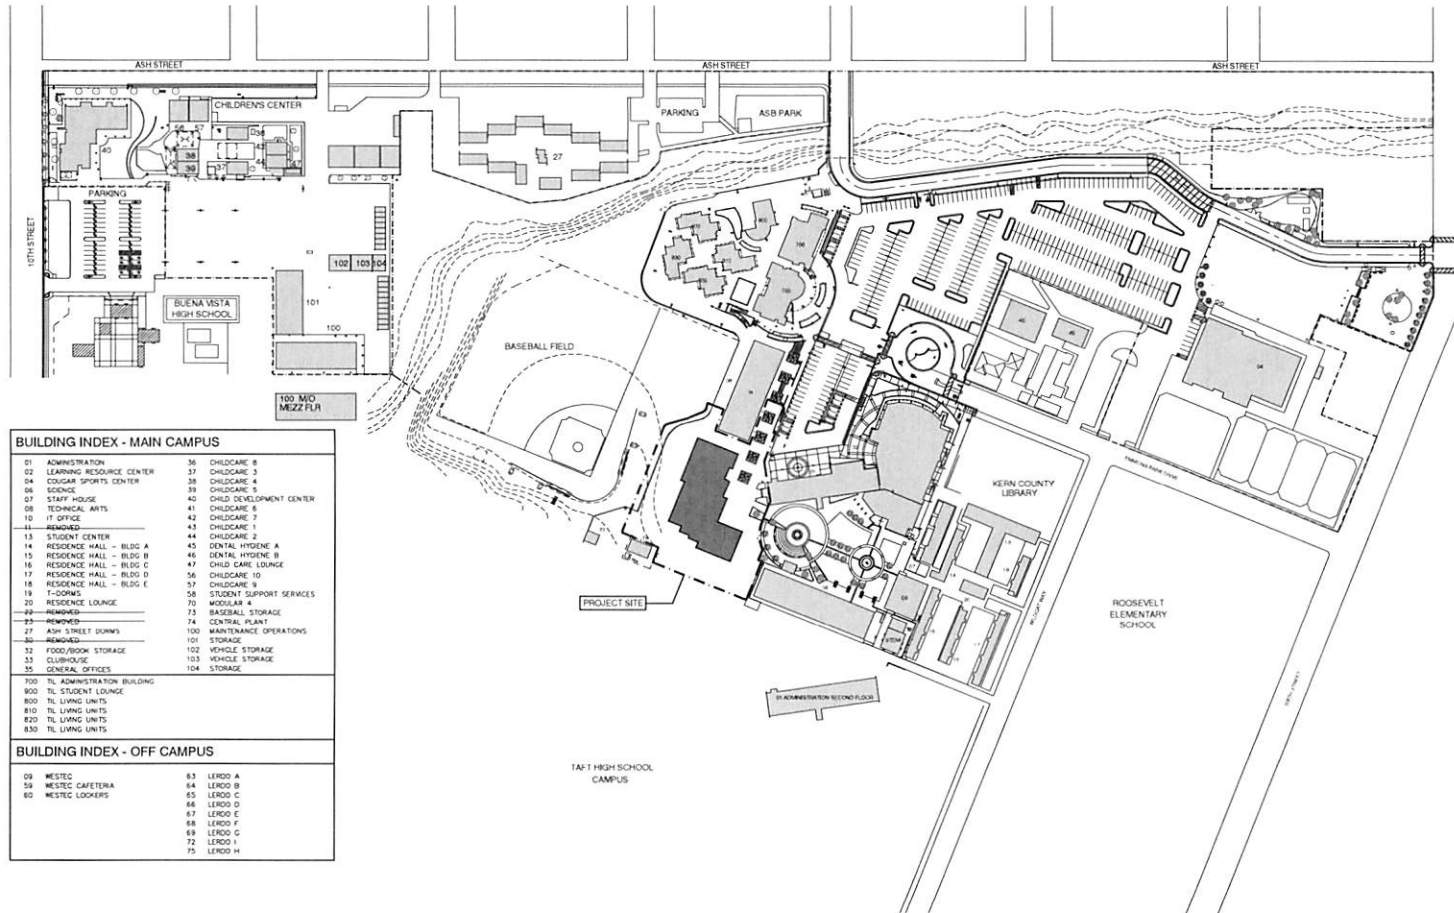 ASH STREET
ASH STREET
ASH STREET
CHILDREN'S CENTER
PARKING
ASB PARK
56
57
36
43
38
44
39
37
47
40
27
PARKING
10TH STREET
102
103
104
101
BUENA VISTA
HIGH SCHOOL
100
BASEBALL FIELD
100 M/O
MEZZ FLR
KERN COUNTY
LIBRARY
PROJECT SITE
ROOSEVELT
ELEMENTARY
SCHOOL
01 ADMINISTRATION SECOND FLOOR
TAFT HIGH SCHOOL
CAMPUS
BUILDING INDEX - MAIN CAMPUS
01 ADMINISTRATION
02 LEARNING RESOURCE CENTER
04 COUGAR SPORTS CENTER
06 SCIENCE
07 STAFF HOUSE
08 TECHNICAL ARTS
10 IT OFFICE
11 REMOVED
13 STUDENT CENTER
14 RESIDENCE HALL - BLDG A
15 RESIDENCE HALL - BLDG B
16 RESIDENCE HALL - BLDG C
17 RESIDENCE HALL - BLDG D
18 RESIDENCE HALL - BLDG E
19 T-DORMS
20 RESIDENCE LOUNGE
22 REMOVED
23 REMOVED
27 ASH STREET DORMS
30 REMOVED
32 FOOD/BOOK STORAGE
33 CLUBHOUSE
35 GENERAL OFFICES
36 CHILDCARE 8
37 CHILDCARE 3
38 CHILDCARE 4
39 CHILDCARE 5
40 CHILD DEVELOPMENT CENTER
41 CHILDCARE 6
42 CHILDCARE 7
43 CHILDCARE 1
44 CHILDCARE 2
45 DENTAL HYGIENE A
46 DENTAL HYGIENE B
47 CHILD CARE LOUNGE
56 CHILDCARE 10
57 CHILDCARE 9
58 STUDENT SUPPORT SERVICES
70 MODULAR 4
73 BASEBALL STORAGE
74 CENTRAL PLANT
100 MAINTENANCE OPERATIONS
101 STORAGE
102 VEHICLE STORAGE
103 VEHICLE STORAGE
104 STORAGE
700 TIL ADMINISTRATION BUILDING
900 TIL STUDENT LOUNGE
800 TIL LIVING UNITS
810 TIL LIVING UNITS
820 TIL LIVING UNITS
830 TIL LIVING UNITS
BUILDING INDEX - OFF CAMPUS
09 WESTEC
59 WESTEC CAFETERIA
60 WESTEC LOCKERS
63 LERDO A
64 LERDO B
65 LERDO C
66 LERDO D
67 LERDO E
68 LERDO F
69 LERDO G
72 LERDO I
75 LERDO H